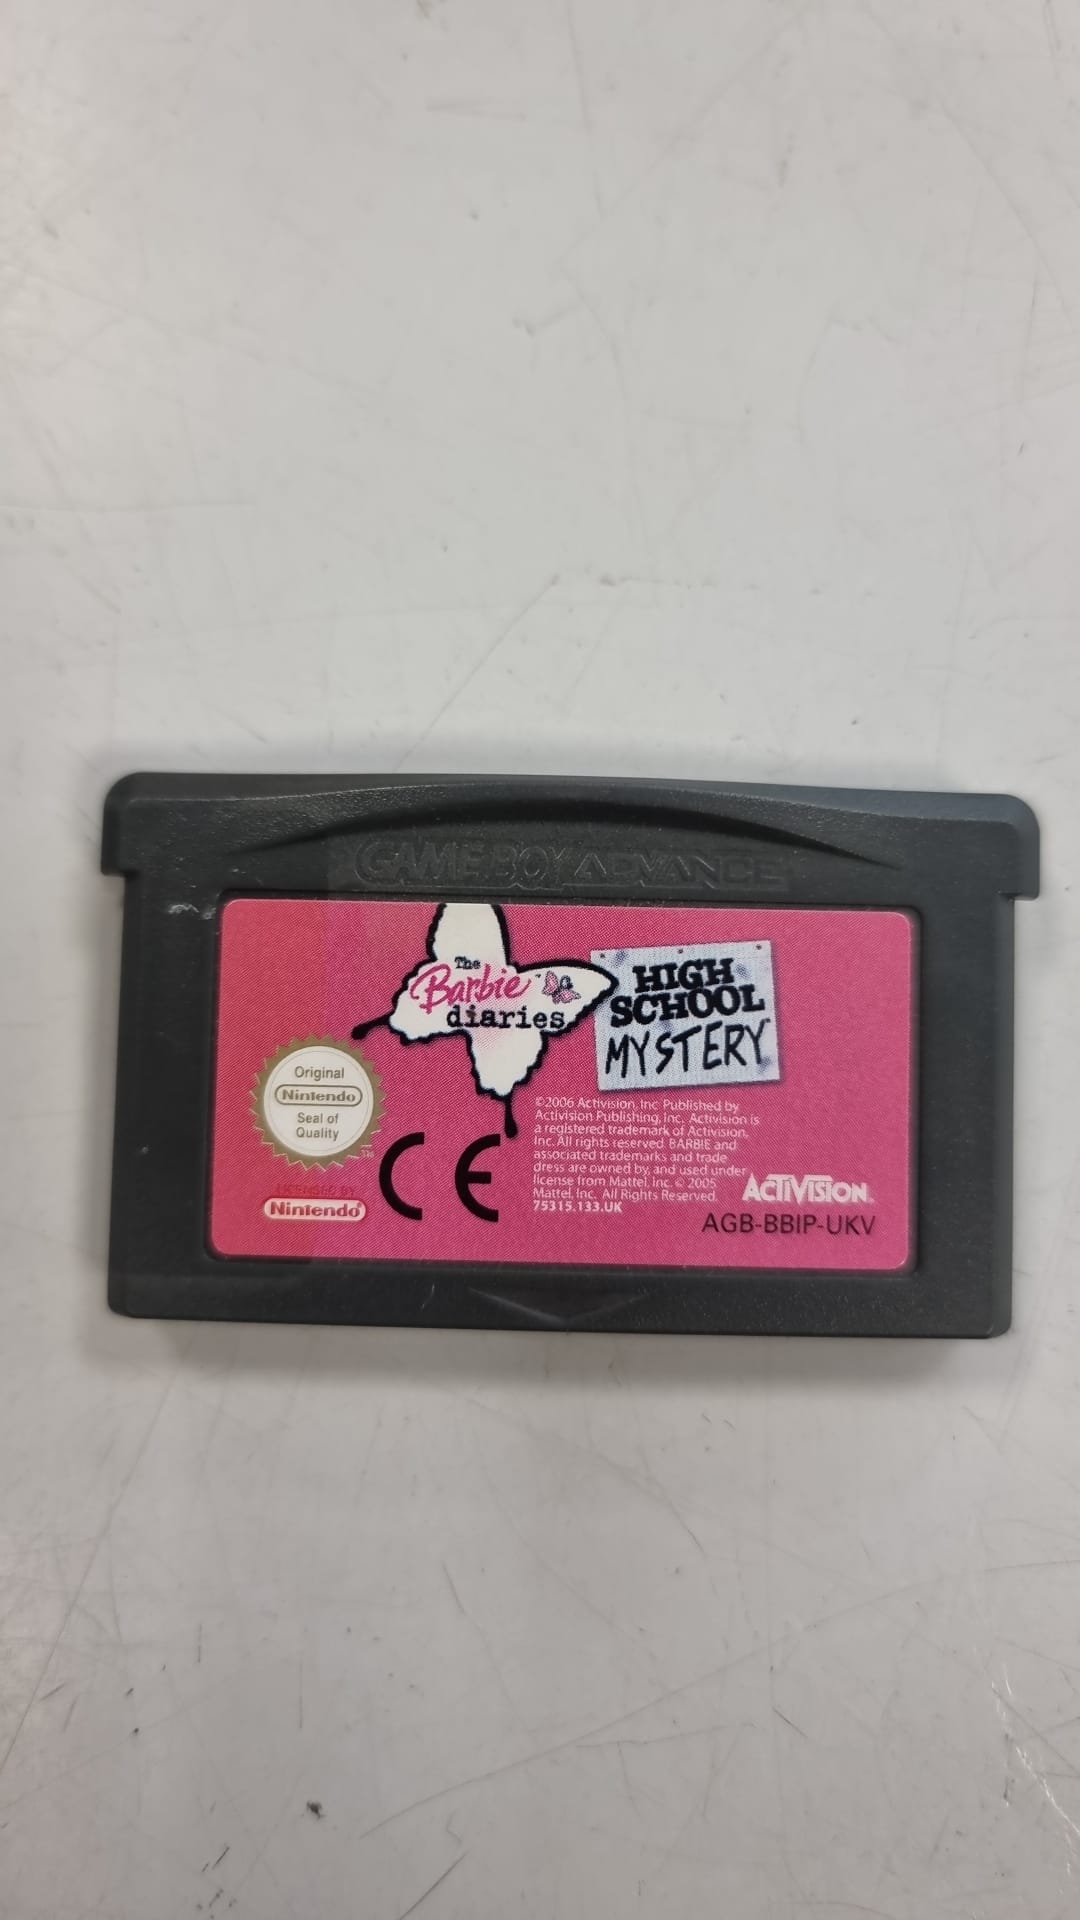 GAME BOY ADVANCE
The
Barbie™
diaries
HIGH
SCHOOL
MYSTERY
Original
Nintendo
Seal of
Quality
TM
LICENSED BY
Nintendo
CE
©2006 Activision, Inc Published by
Activision Publishing, Inc. Activision is
a registered trademark of Activision,
Inc. All rights reserved. BARBIE and
associated trademarks and trade
dress are owned by, and used under
license from Mattel, Inc. © 2005
Mattel, Inc. All Rights Reserved.
75315.133.UK
ACTIVISION
AGB-BBIP-UKV